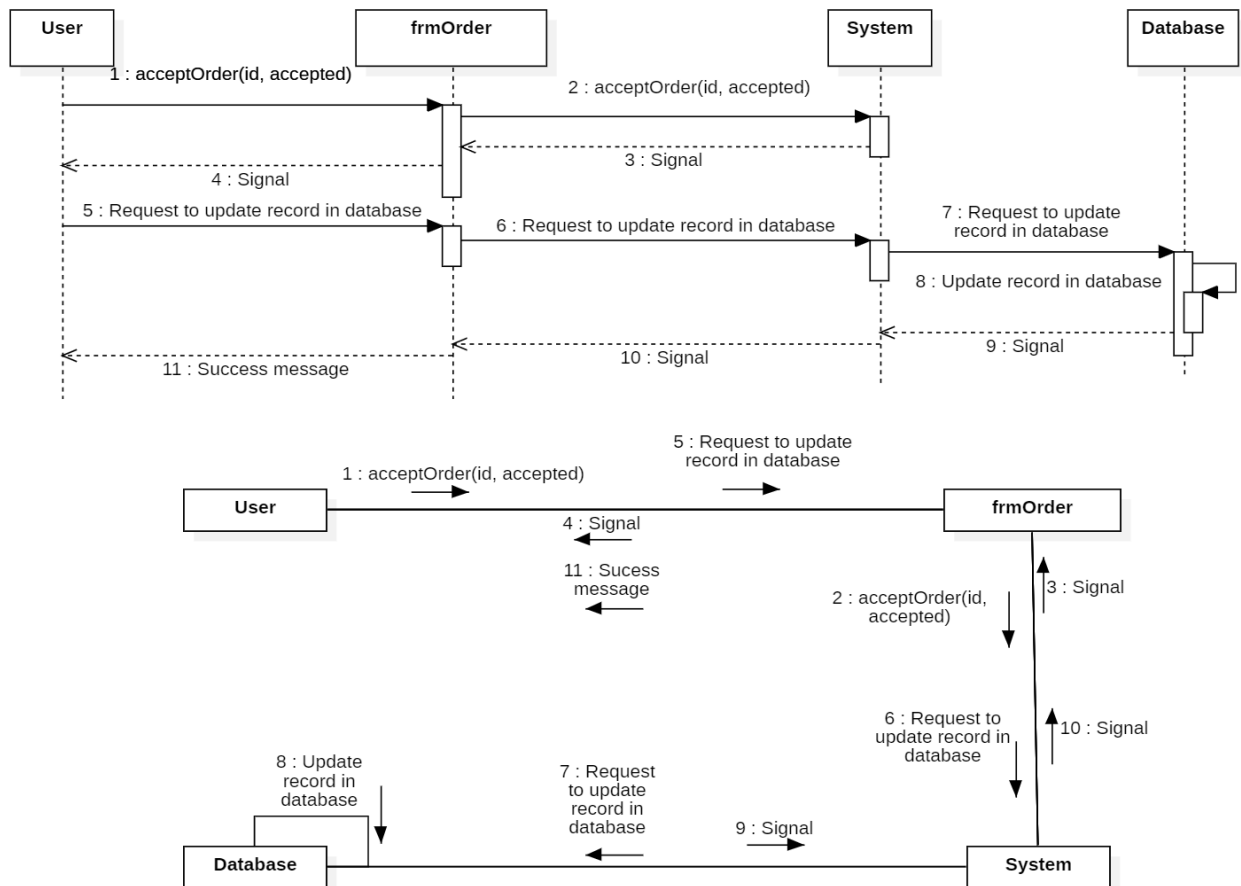 User
frmOrder
System
Database
1 : acceptOrder(id, accepted)
2 : acceptOrder(id, accepted)
3 : Signal
4 : Signal
5 : Request to update record in database
6 : Request to update record in database
7 : Request to update
record in database
8 : Update record in database
9 : Signal
10 : Signal
11 : Success message
5 : Request to update
record in database
1 : acceptOrder(id, accepted)
User
frmOrder
4 : Signal
11 : Sucess
message
2 : acceptOrder(id,
accepted)
3 : Signal
6 : Request to
update record in
database
10 : Signal
8 : Update
record in
database
7 : Request
to update
record in
database
9 : Signal
Database
System